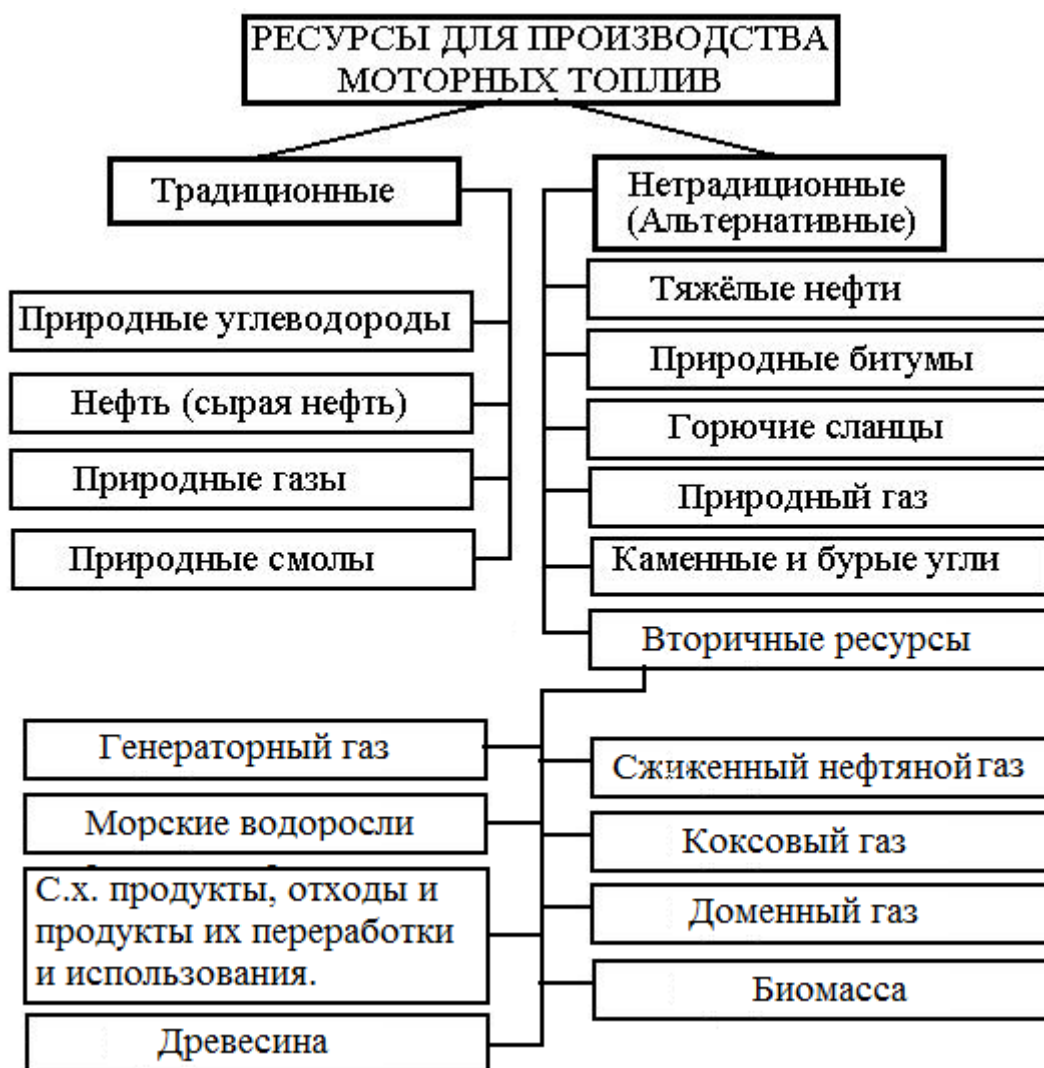 РЕСУРСЫ ДЛЯ ПРОИЗВОДСТВА
МОТОРНЫХ ТОПЛИВ
Традиционные
Нетрадиционные
(Альтернативные)
Природные углеводороды
Нефть (сырая нефть)
Природные газы
Природные смолы
Тяжёлые нефти
Природные битумы
Горючие сланцы
Природный газ
Каменные и бурые угли
Вторичные ресурсы
Генераторный газ
Морские водоросли
С.х. продукты, отходы и
продукты их переработки
и использования.
Древесина
Сжиженный нефтяной газ
Коксовый газ
Доменный газ
Биомасса